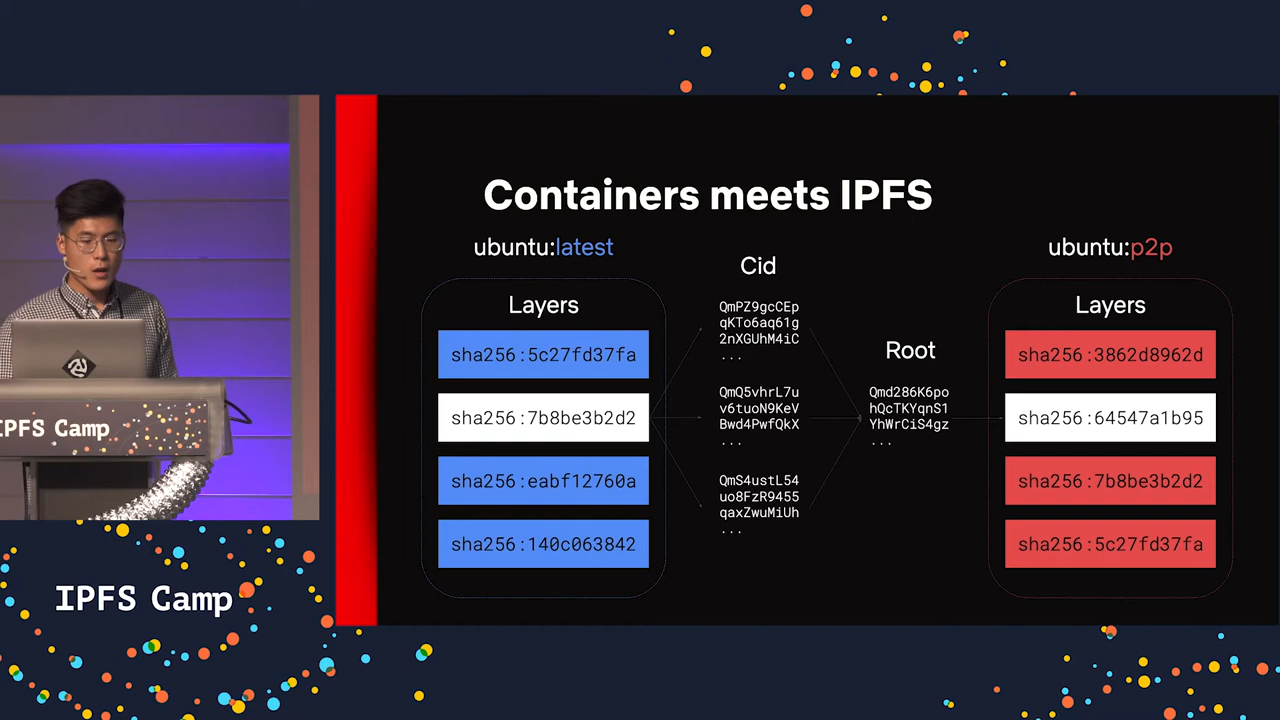 Containers meets IPFS
ubuntu:latest
Layers
sha256:5c27fd37fa
sha256:7b8be3b2d2
sha256:eabf12760a
sha256:140c063842
Cid
QmPZ9gcCEp
qKTo6aq61g
2nXGUhM4iC
...
QmQ5vhrL7u
v6tuoN9KeV
Bwd4PwfQkX
...
QmS4ustL54
uo8FzR9455
qaxZwuMiUh
...
Root
Qmd286K6po
hQcTKYqnS1
YhWrCiS4gz
...
ubuntu:p2p
Layers
sha256:3862d8962d
sha256:64547a1b95
sha256:7b8be3b2d2
sha256:5c27fd37fa
IPFS Camp
IPFS Camp